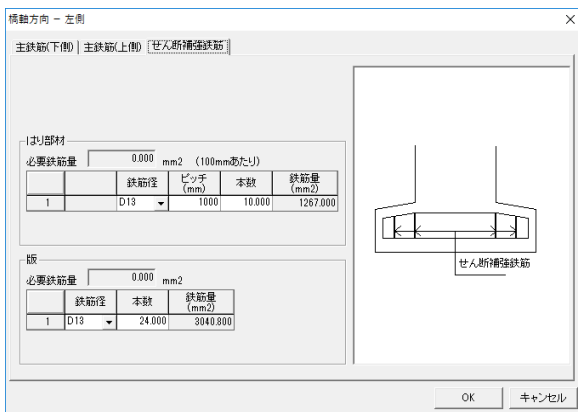 橋軸方向 － 左側
主鉄筋(下側) 主鉄筋(上側) せん断補強鉄筋
はり部材
必要鉄筋量 0.000 mm2 (100mmあたり)
鉄筋径 ピッチ(mm) 本数 鉄筋量(mm2)
1 D13 1000 10.000 1267.000
版
必要鉄筋量 0.000 mm2
鉄筋径 本数 鉄筋量(mm2)
1 D13 24.000 3040.800
せん断補強鉄筋
OK キャンセル